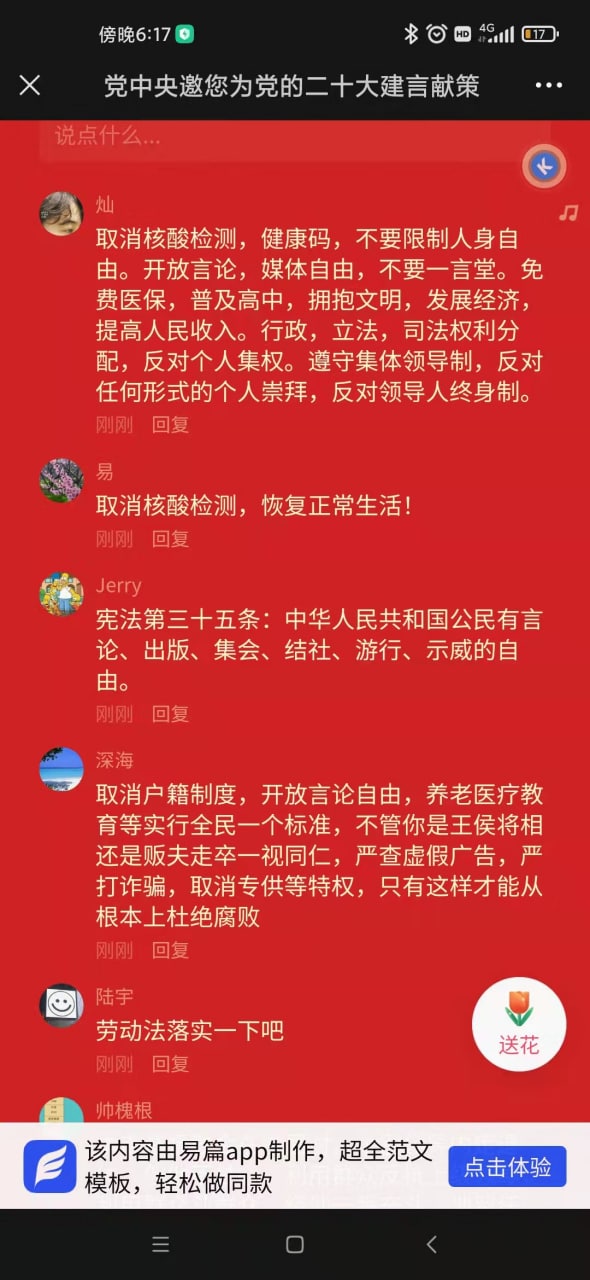 傍晚6:17
HD
4G
17
党中央邀您为党的二十大建言献策
说点什么...
灿
取消核酸检测，健康码，不要限制人身自
由。开放言论，媒体自由，不要一言堂。免
费医保，普及高中，拥抱文明，发展经济，
提高人民收入。行政，立法，司法权利分
配，反对个人集权。遵守集体领导制，反对
任何形式的个人崇拜，反对领导人终身制。
刚刚 回复
易
取消核酸检测，恢复正常生活！
刚刚 回复
Jerry
宪法第三十五条：中华人民共和国公民有言
论、出版、集会、结社、游行、示威的自
由。
刚刚 回复
深海
取消户籍制度，开放言论自由，养老医疗教
育等实行全民一个标准，不管你是王侯将相
还是贩夫走卒一视同仁，严查虚假广告，严
打诈骗，取消专供等特权，只有这样才能从
根本上杜绝腐败
刚刚 回复
陆宇
劳动法落实一下吧
刚刚 回复
送花
帅槐根
该内容由易篇app制作，超全范文
模板，轻松做同款
点击体验